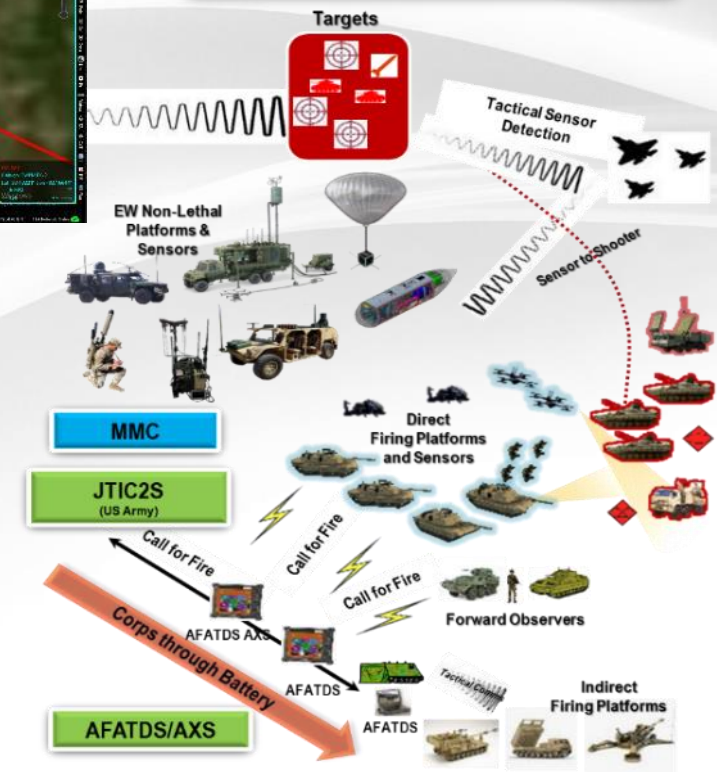 Targets
Tactical Sensor
Detection
EW Non-Lethal
Platforms &
Sensors
Sensor to Shooter
MMC
Direct
Firing Platforms
and Sensors
JTIC2S
(US Army)
Call for Fire
Call for Fire
Call for Fire
Forward Observers
Corps through Battery
AFATDS AXS
AFATDS
AFATDS
Indirect
Firing Platforms
AFATDS/AXS